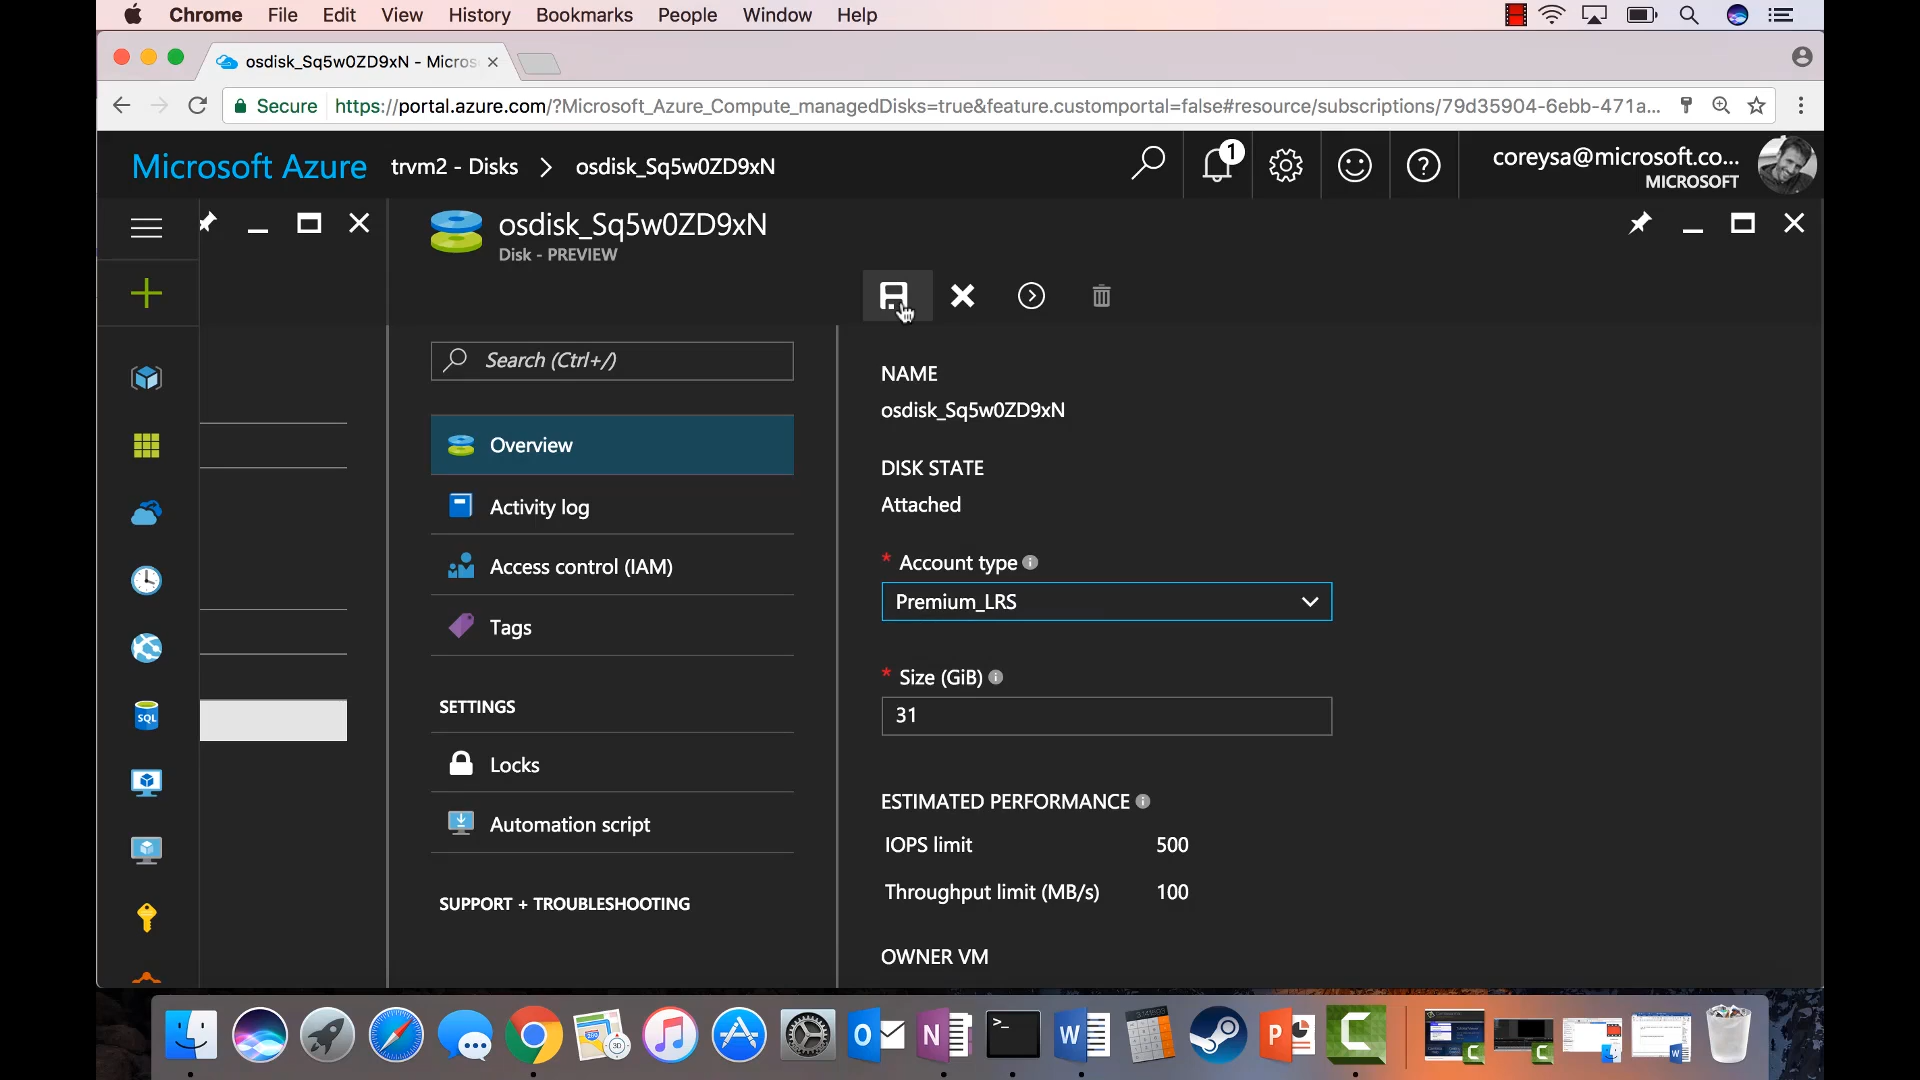 Chrome File Edit View History Bookmarks People Window Help
osdisk_Sq5w0ZD9xN - Micros
Secure https://portal.azure.com/?Microsoft_Azure_Compute_managedDisks=true&feature.customportal=false#resource/subscriptions/79d35904-6ebb-471a...
Microsoft Azure trvm2 - Disks > osdisk_Sq5w0ZD9xN
1
coreysa@microsoft.co...
MICROSOFT
osdisk_Sq5w0ZD9xN
Disk - PREVIEW
Search (Ctrl+/)
Overview
Activity log
Access control (IAM)
Tags
SETTINGS
Locks
Automation script
SUPPORT + TROUBLESHOOTING
NAME
osdisk_Sq5w0ZD9xN
DISK STATE
Attached
* Account type
Premium_LRS
* Size (GiB)
31
ESTIMATED PERFORMANCE
IOPS limit 500
Throughput limit (MB/s) 100
OWNER VM
SQL